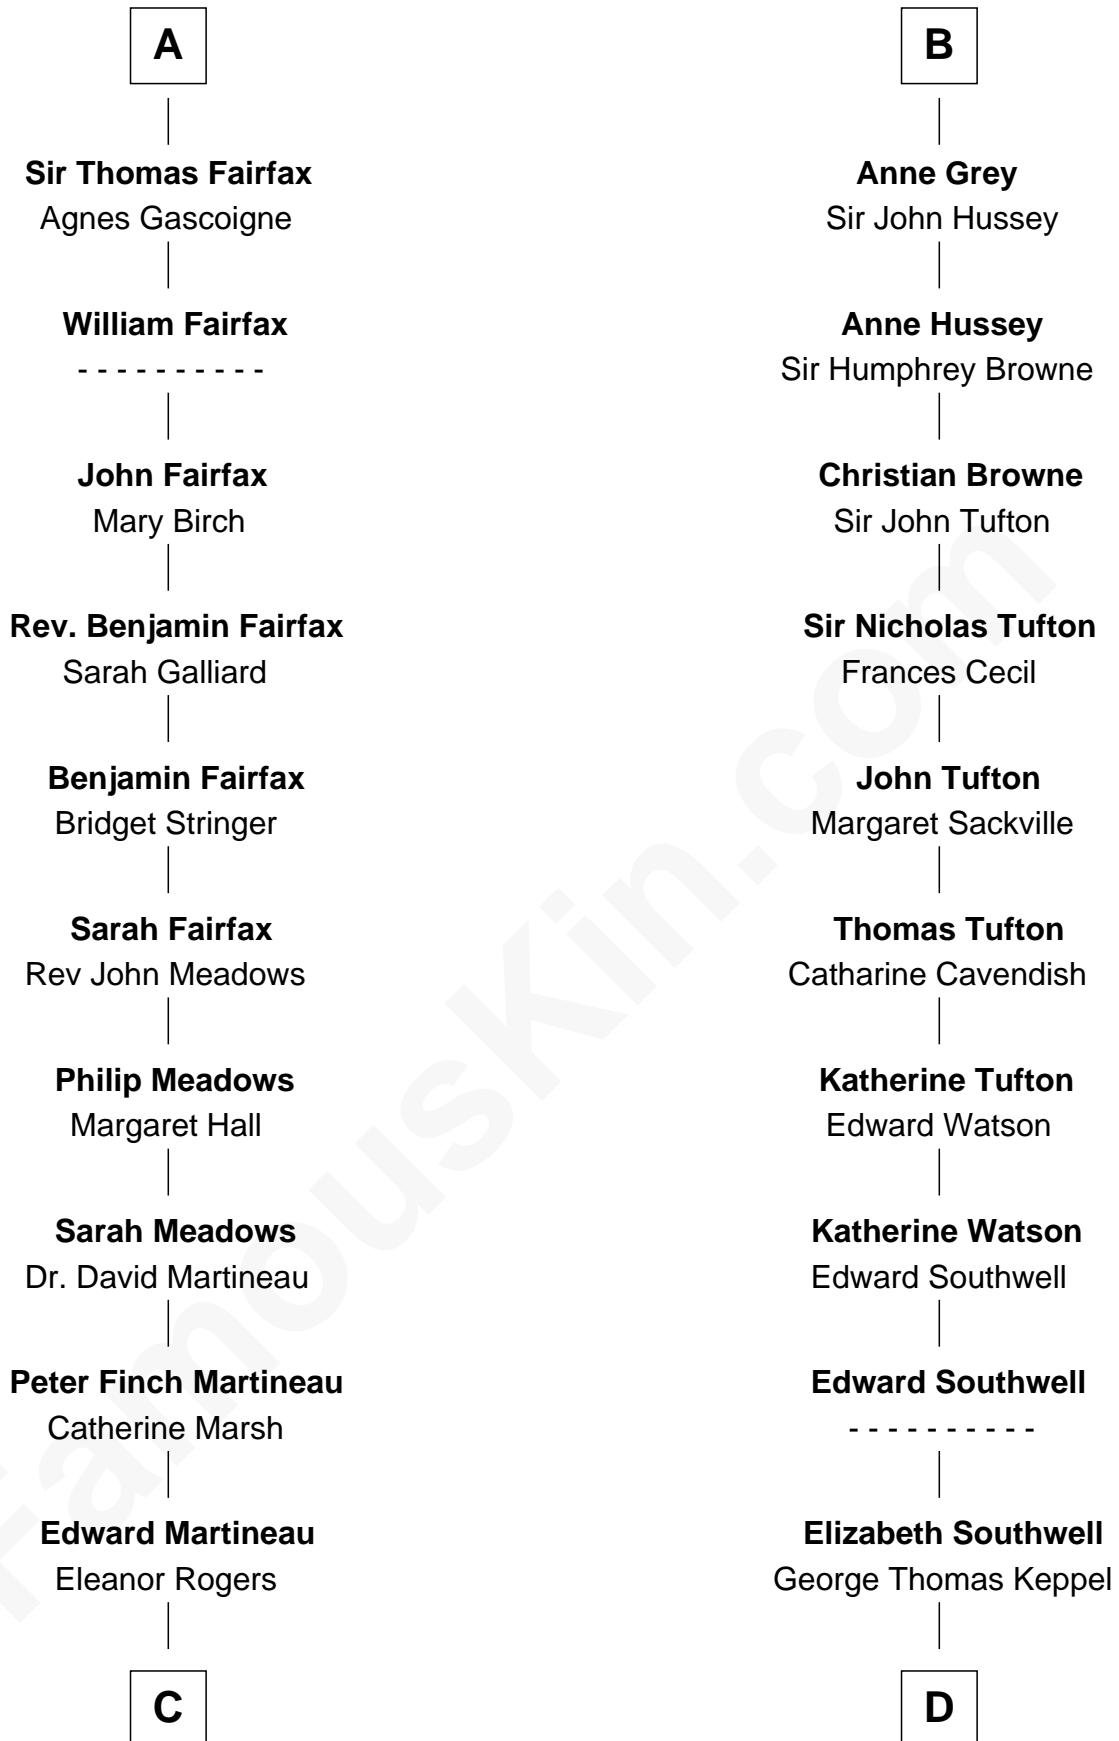 A
Sir Thomas Fairfax
Agnes Gascoigne
William Fairfax
- - - - - - - - - -
John Fairfax
Mary Birch
Rev. Benjamin Fairfax
Sarah Galliard
Benjamin Fairfax
Bridget Stringer
Sarah Fairfax
Rev John Meadows
Philip Meadows
Margaret Hall
Sarah Meadows
Dr. David Martineau
Peter Finch Martineau
Catherine Marsh
Edward Martineau
Eleanor Rogers
C
B
Anne Grey
Sir John Hussey
Anne Hussey
Sir Humphrey Browne
Christian Browne
Sir John Tufton
Sir Nicholas Tufton
Frances Cecil
John Tufton
Margaret Sackville
Thomas Tufton
Catharine Cavendish
Katherine Tufton
Edward Watson
Katherine Watson
Edward Southwell
Edward Southwell
- - - - - - - - - -
Elizabeth Southwell
George Thomas Keppel
D
FamousKin.com